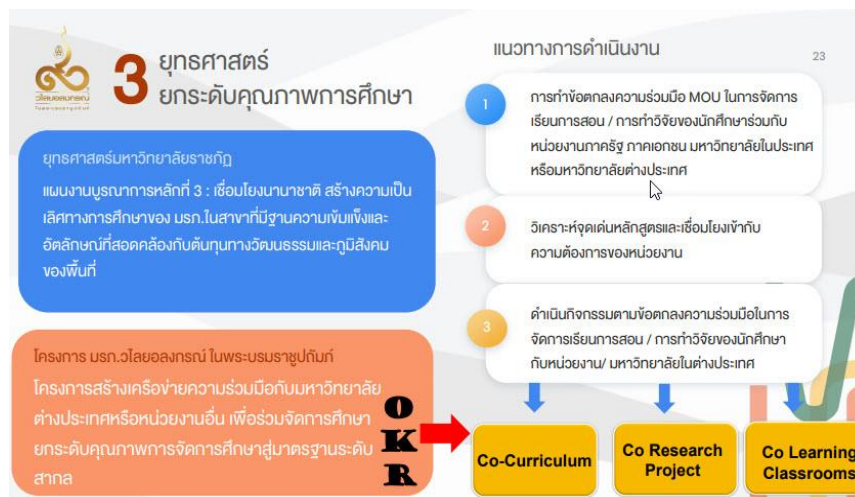 วไลยอลงกรณ์
3
ยุทธศาสตร์
ยกระดับคุณภาพการศึกษา
ยุทธศาสตร์มหาวิทยาลัยราชภัฏ
แผนงานบูรณาการหลักที่ 3 : เชื่อมโยงนานาชาติ สร้างความเป็น
เลิศทางการศึกษาของ มรภ.ในสาขาที่มีฐานความเข้มแข็งและ
อัตลักษณ์ที่สอดคล้องกับต้นทุนทางวัฒนธรรมและภูมิสังคม
ของพื้นที่
โครงการ มรภ.วไลยอลงกรณ์ ในพระบรมราชูปถัมภ์
โครงการสร้างเครือข่ายความร่วมมือกับมหาวิทยาลัย
ต่างประเทศหรือหน่วยงานอื่น เพื่อร่วมจัดการศึกษา
ยกระดับคุณภาพการจัดการศึกษาสู่มาตรฐานระดับ
สากล
O
K
R
แนวทางการดำเนินงาน
23
1
การทำข้อตกลงความร่วมมือ MOU ในการจัดการ
เรียนการสอน / การทำวิจัยของนักศึกษาร่วมกับ
หน่วยงานภาครัฐ ภาคเอกชน มหาวิทยาลัยในประเทศ
หรือมหาวิทยาลัยต่างประเทศ
2
วิเคราะห์จุดเด่นหลักสูตรและเชื่อมโยงเข้ากับ
ความต้องการของหน่วยงาน
3
ดำเนินกิจกรรมตามข้อตกลงความร่วมมือในการ
จัดการเรียนการสอน / การทำวิจัยของนักศึกษา
กับหน่วยงาน/ มหาวิทยาลัยในต่างประเทศ
Co-Curriculum
Co Research
Project
Co Learning
Classrooms